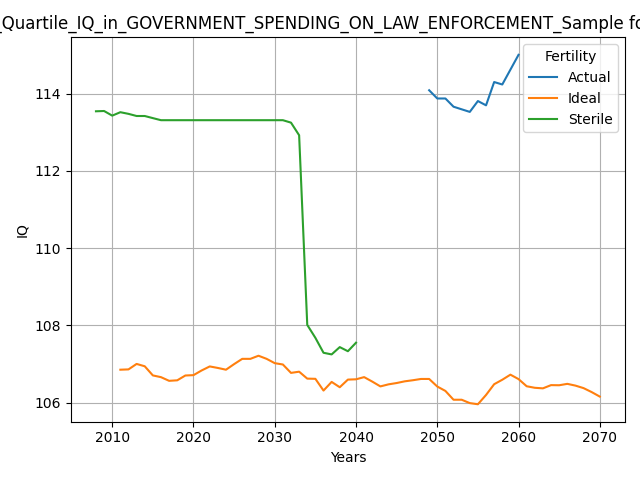 _Quartile_IQ_in_GOVERNMENT_SPENDING_ON_LAW_ENFORCEMENT_Sample fo
Fertility
Actual
Ideal
Sterile
114
112
110
108
106
IQ
2010 2020 2030 2040 2050 2060 2070
Years